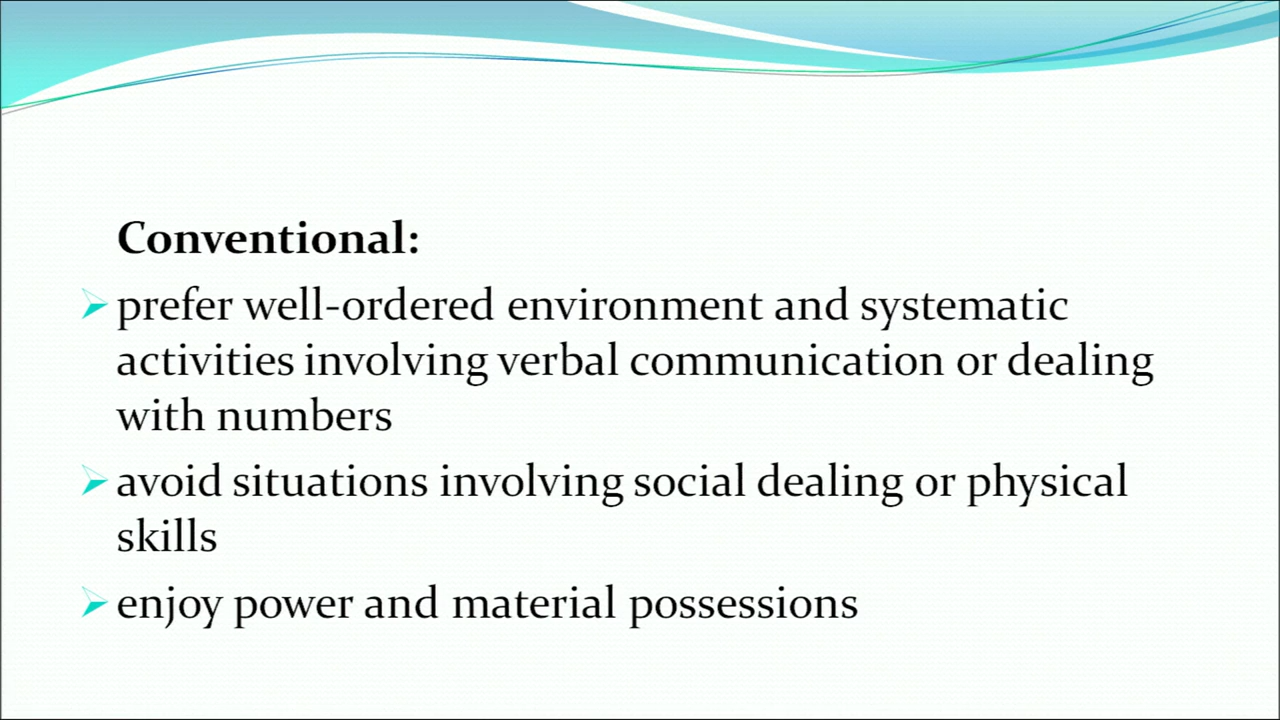 Conventional:
prefer well-ordered environment and systematic
activities involving verbal communication or dealing
with numbers
avoid situations involving social dealing or physical
skills
enjoy power and material possessions